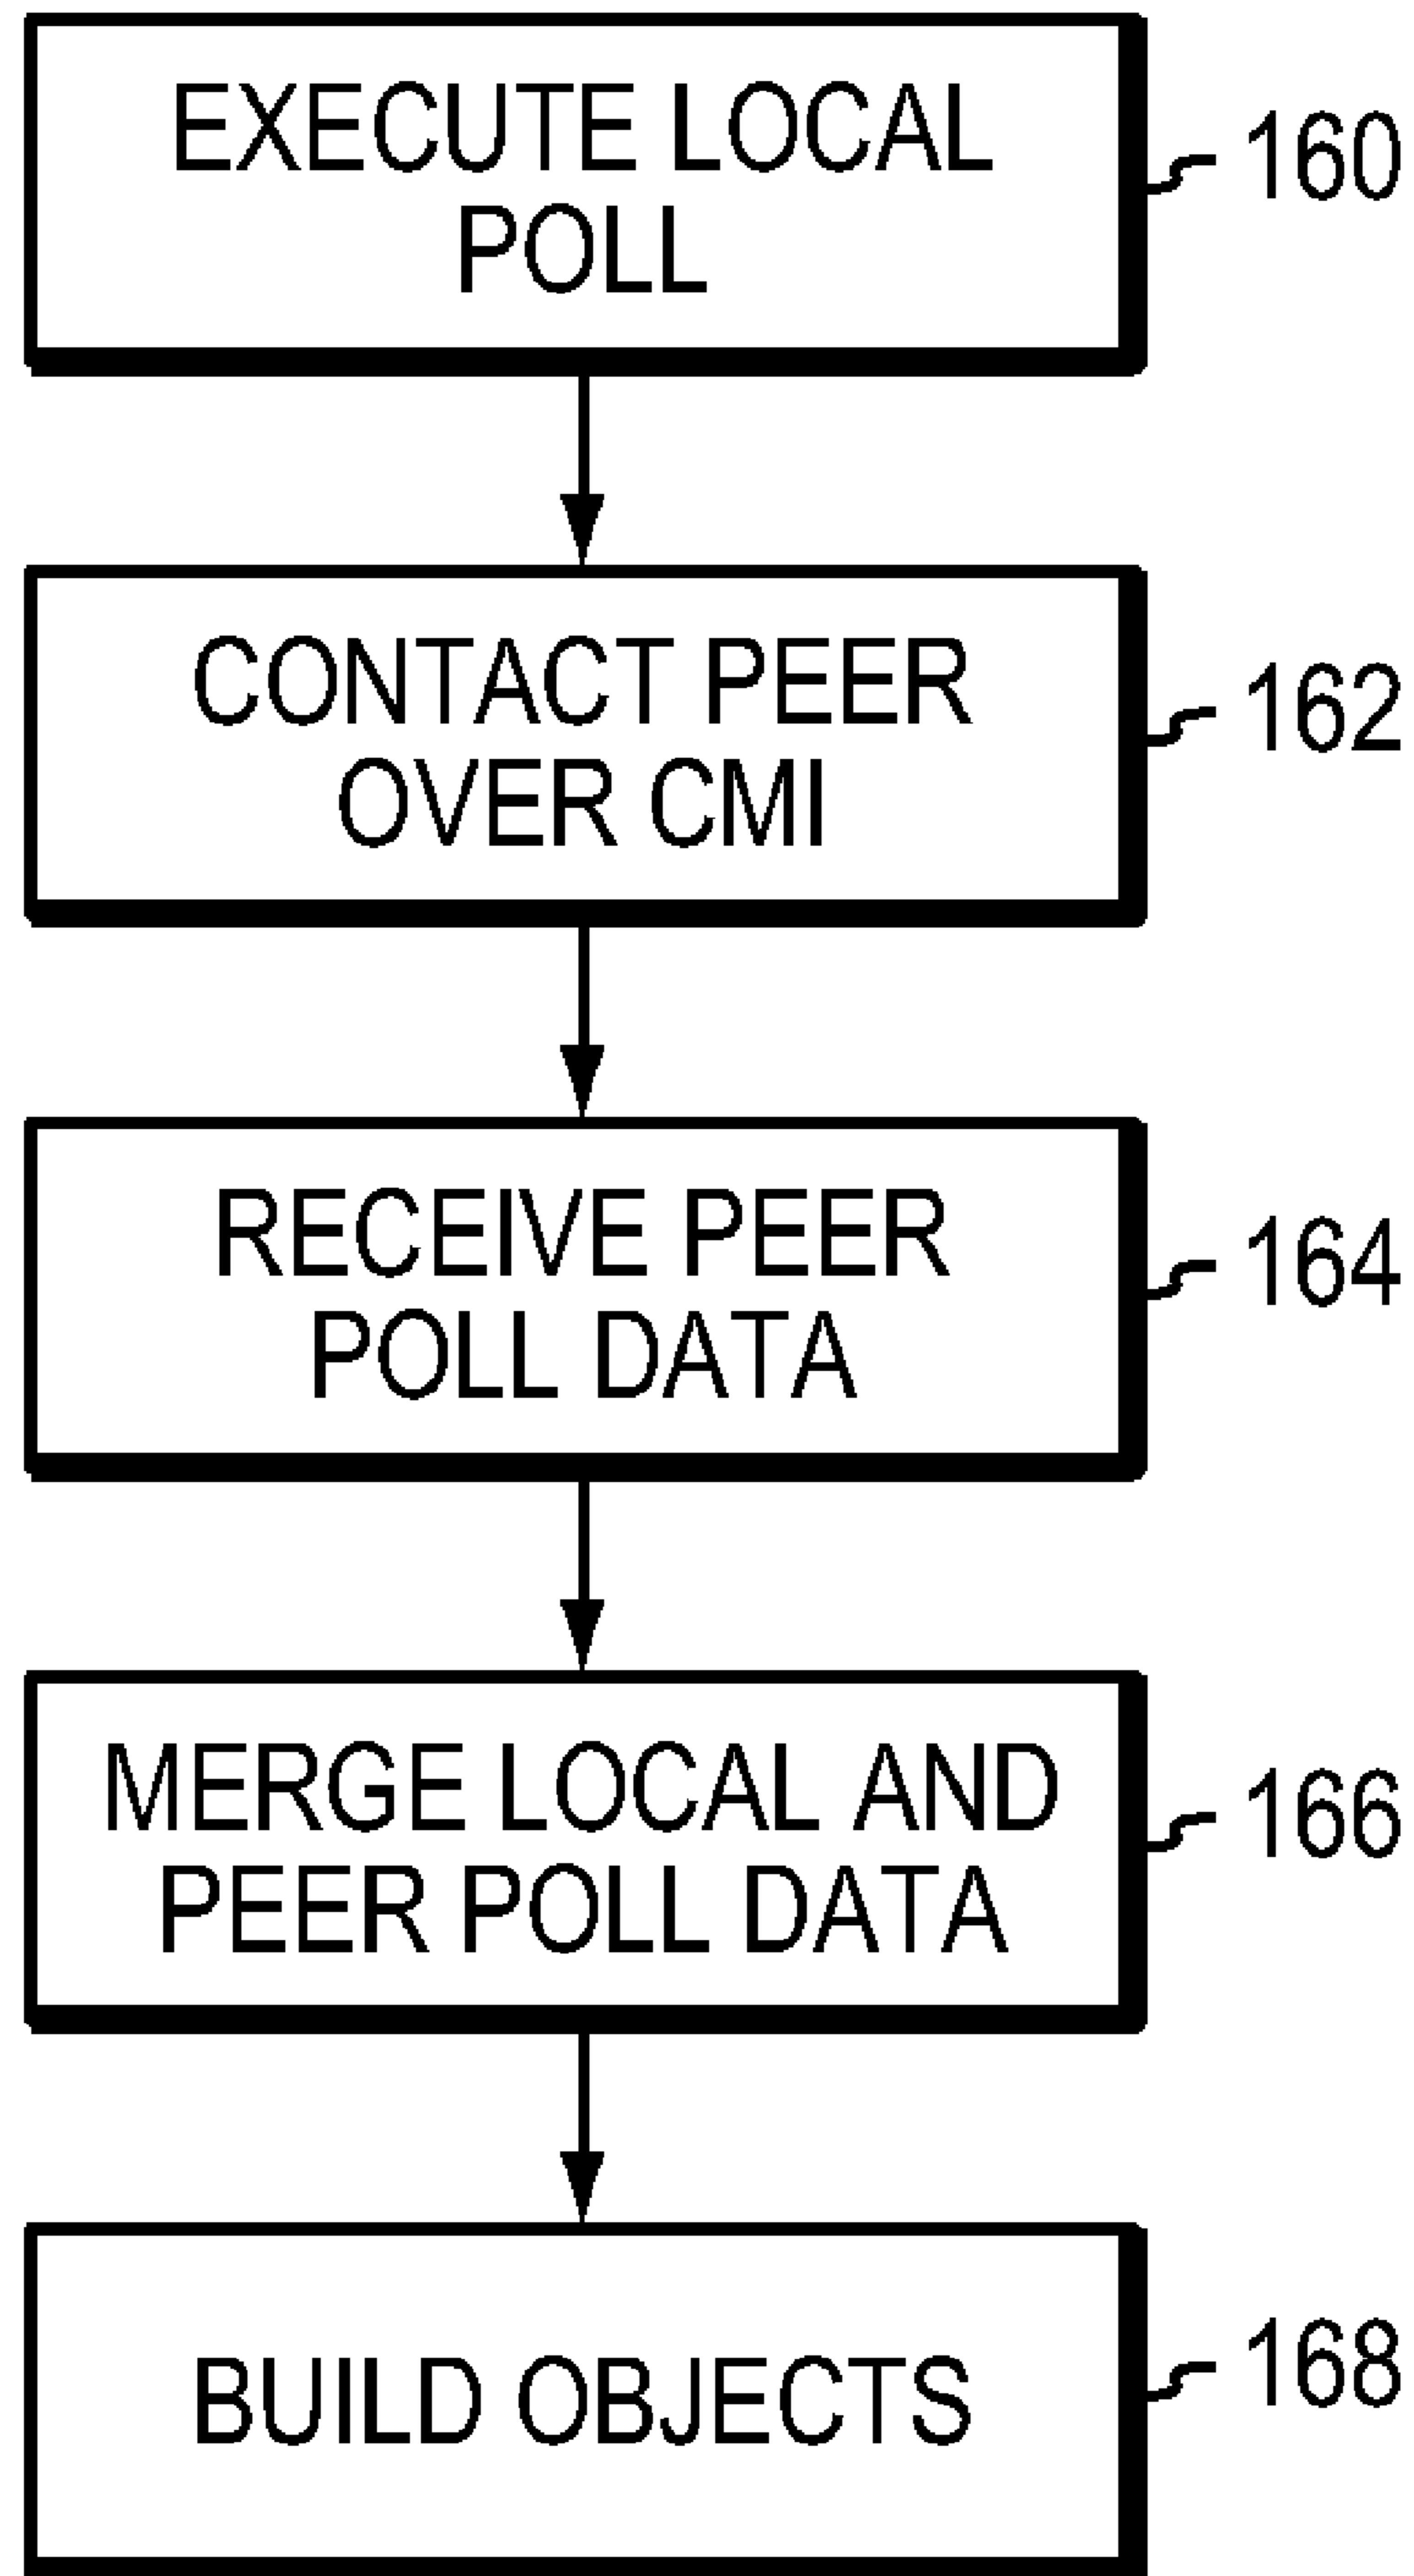 EXECUTE LOCAL
POLL
160
CONTACT PEER
OVER CMI
162
RECEIVE PEER
POLL DATA
164
MERGE LOCAL AND
PEER POLL DATA
166
BUILD OBJECTS
168